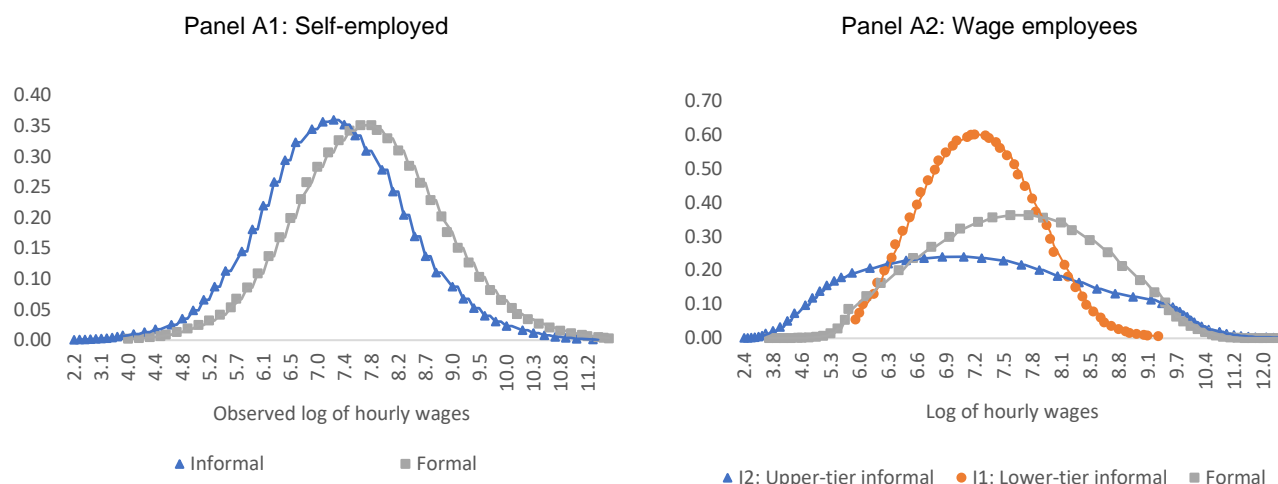 Panel A1: Self-employed
0.40
0.35
0.30
0.25
0.20
0.15
0.10
0.05
0.00
2.2 3.1 4.0 4.8 5.2 5.7 6.1 6.5 7.0 7.4 7.8 8.2 8.6 9.0 9.5 10.0 10.3 10.8 11.2
Observed log of hourly wages
Informal Formal
Panel A2: Wage employees
0.70
0.60
0.50
0.40
0.30
0.20
0.10
0.00
2.4 3.8 4.6 5.3 6.0 6.3 6.6 6.9 7.2 7.5 7.8 8.1 8.5 8.8 9.1 9.7 10.4 12.0
Log of hourly wages
I2: Upper-tier informal I1: Lower-tier informal Formal